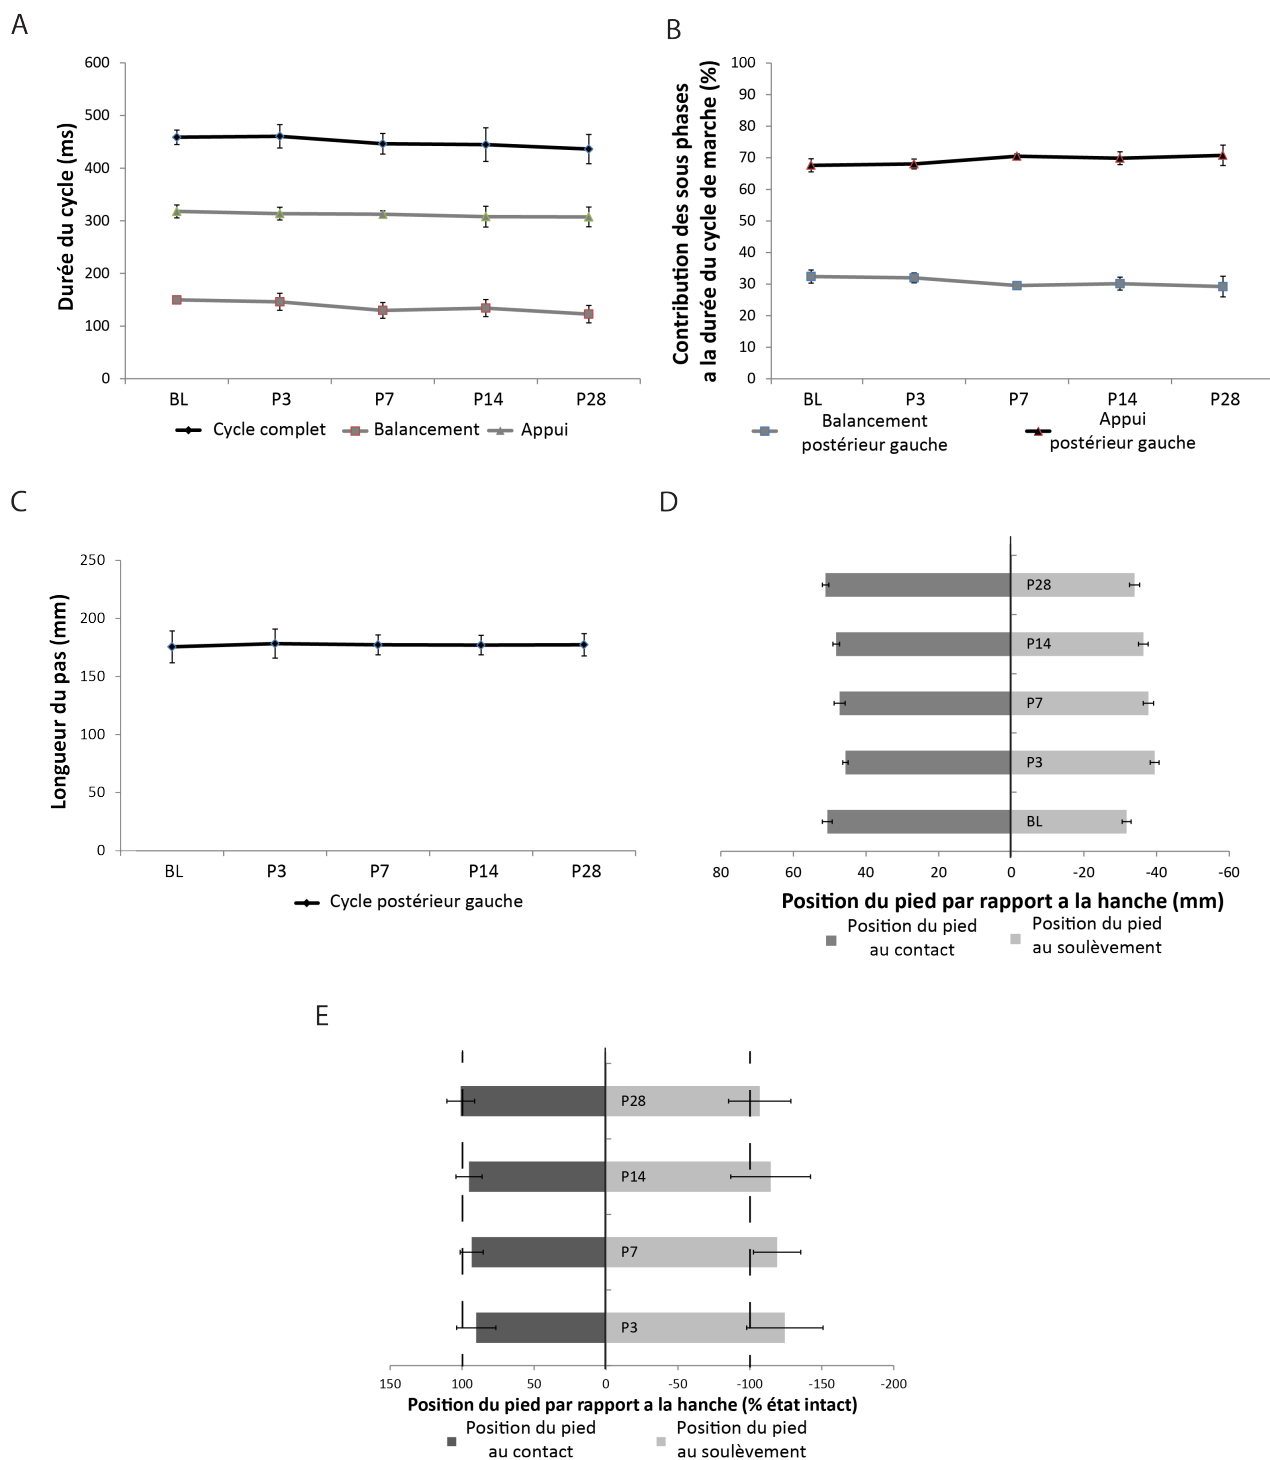 A
Durée du cycle (ms)
600
500
400
300
200
100
0
BL P3 P7 P14 P28
Cycle complet Balancement Appui
B
Contribution des sous phases
a la durée du cycle de marche (%)
100
90
80
70
60
50
40
30
20
10
0
BL P3 P7 P14 P28
Balancement
postérieur gauche
Appui
postérieur gauche
C
Longueur du pas (mm)
250
200
150
100
50
0
BL P3 P7 P14 P28
Cycle postérieur gauche
D
P28
P14
P7
P3
BL
80 60 40 20 0 -20 -40 -60
Position du pied par rapport a la hanche (mm)
Position du pied
au contact
Position du pied
au soulèvement
E
P28
P14
P7
P3
150 100 50 0 -50 -100 -150 -200
Position du pied par rapport a la hanche (% état intact)
Position du pied
au contact
Position du pied
au soulèvement